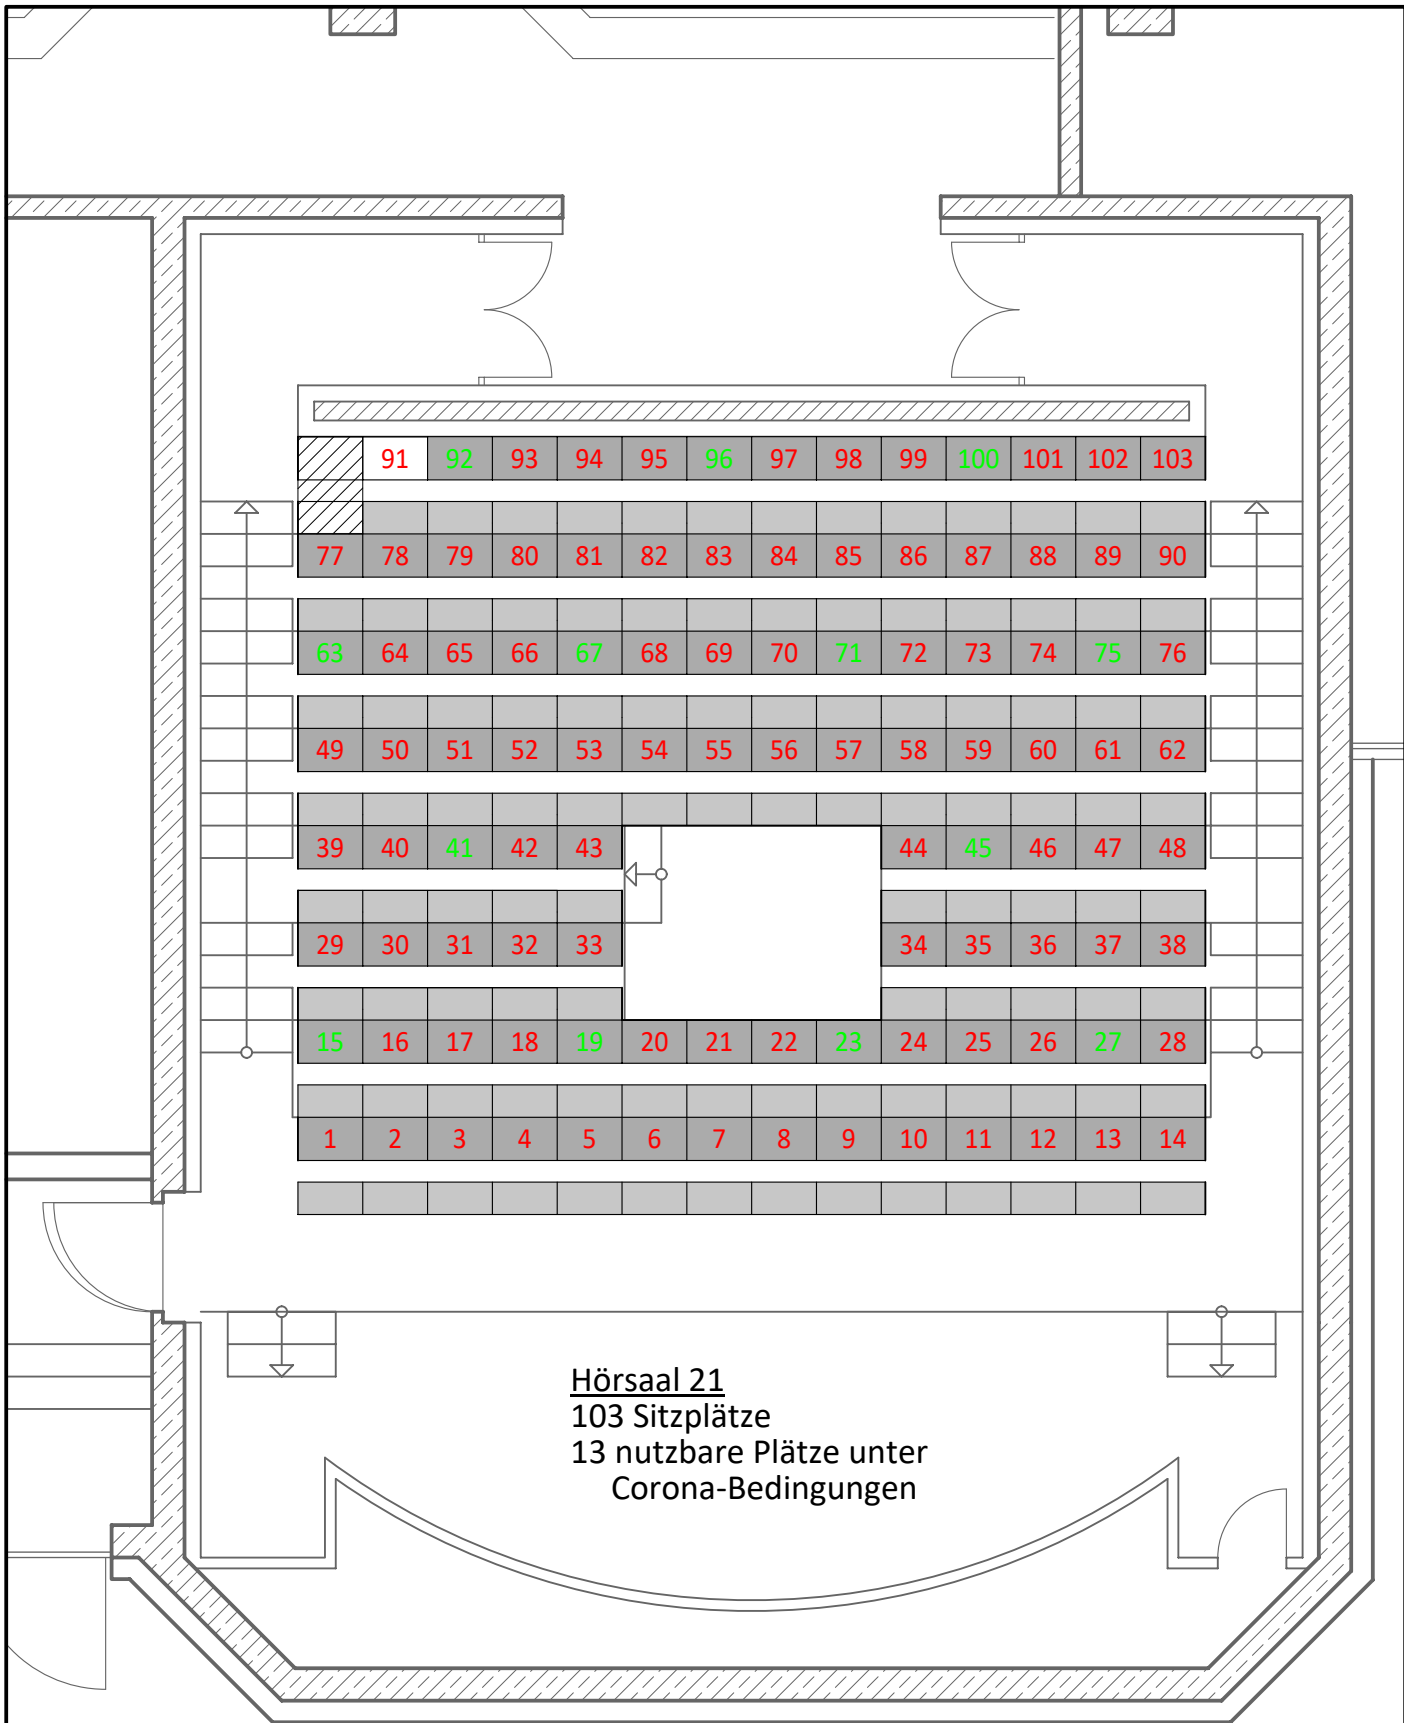 91 92 93 94 95 96 97 98 99 100 101 102 103
77 78 79 80 81 82 83 84 85 86 87 88 89 90
63 64 65 66 67 68 69 70 71 72 73 74 75 76
49 50 51 52 53 54 55 56 57 58 59 60 61 62
39 40 41 42 43 44 45 46 47 48
29 30 31 32 33 34 35 36 37 38
15 16 17 18 19 20 21 22 23 24 25 26 27 28
1 2 3 4 5 6 7 8 9 10 11 12 13 14
Hörsaal 21
103 Sitzplätze
13 nutzbare Plätze unter
Corona-Bedingungen